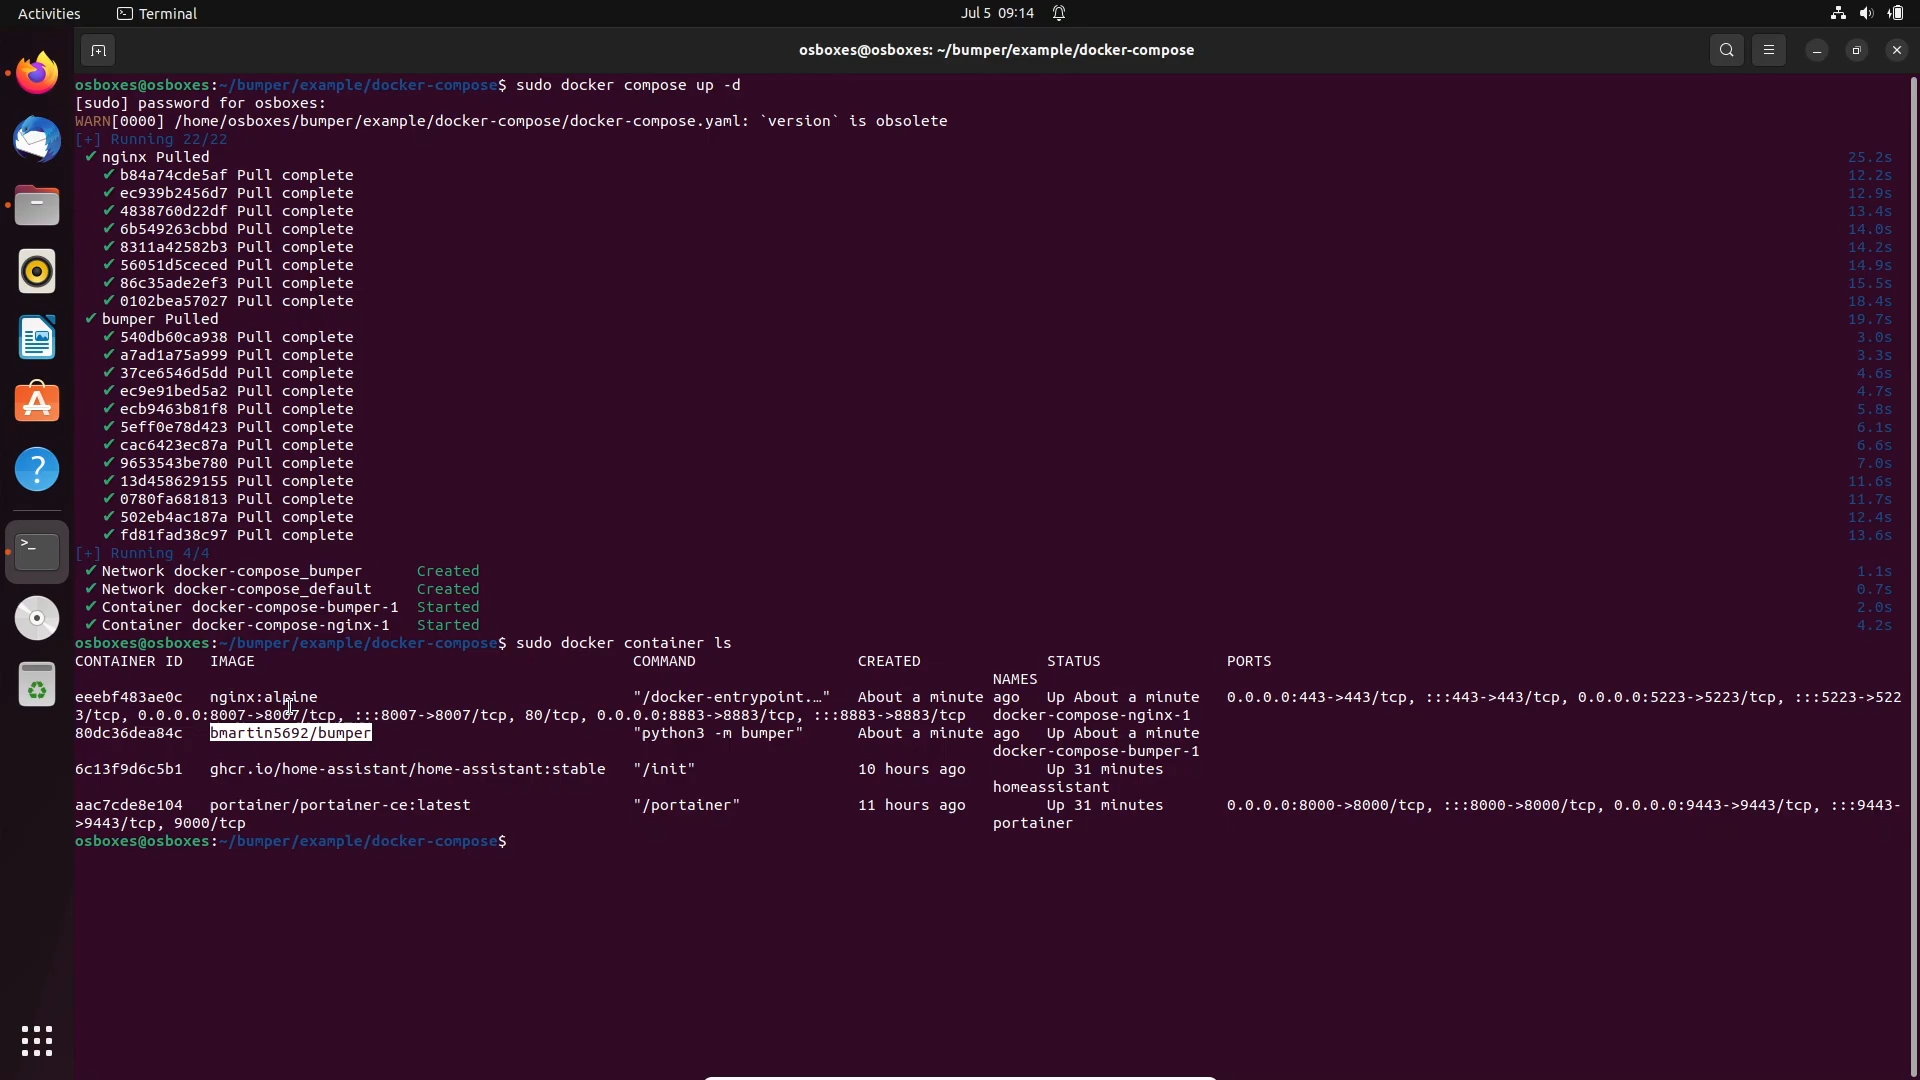 Activities
Terminal
Jul 5 09:14
osboxes@osboxes: ~/bumper/example/docker-compose
osboxes@osboxes:~/bumper/example/docker-compose$ sudo docker compose up -d
[sudo] password for osboxes:
WARN[0000] /home/osboxes/bumper/example/docker-compose/docker-compose.yaml: `version` is obsolete
[+] Running 22/22
✔ nginx Pulled 25.2s
✔ b84a74cde5af Pull complete 12.2s
✔ ec939b2456d7 Pull complete 12.9s
✔ 4838760d22df Pull complete 13.4s
✔ 6b549263cbbd Pull complete 14.0s
✔ 8311a42582b3 Pull complete 14.2s
✔ 56051d5ceced Pull complete 14.9s
✔ 86c35ade2ef3 Pull complete 15.5s
✔ 0102bea57027 Pull complete 18.4s
✔ bumper Pulled 19.7s
✔ 540db60ca938 Pull complete 3.0s
✔ a7ad1a75a999 Pull complete 3.3s
✔ 37ce6546d5dd Pull complete 4.6s
✔ ec9e91bed5a2 Pull complete 4.7s
✔ ecb9463b81f8 Pull complete 5.8s
✔ 5eff0e78d423 Pull complete 6.1s
✔ cac6423ec87a Pull complete 6.6s
✔ 9653543be780 Pull complete 7.0s
✔ 13d458629155 Pull complete 11.6s
✔ 0780fa681813 Pull complete 11.7s
✔ 502eb4ac187a Pull complete 12.4s
✔ fd81fad38c97 Pull complete 13.6s
[+] Running 4/4
✔ Network docker-compose_bumper Created 1.1s
✔ Network docker-compose_default Created 0.7s
✔ Container docker-compose-bumper-1 Started 2.0s
✔ Container docker-compose-nginx-1 Started 4.2s
osboxes@osboxes:~/bumper/example/docker-compose$ sudo docker container ls
CONTAINER ID IMAGE COMMAND CREATED STATUS PORTS
NAMES
eeebf483ae0c nginx:alpine "/docker-entrypoint.…" About a minute ago Up About a minute 0.0.0.0:443->443/tcp, :::443->443/tcp, 0.0.0.0:5223->5223/tcp, :::5223->522
3/tcp, 0.0.0.0:8007->8007/tcp, :::8007->8007/tcp, 80/tcp, 0.0.0.0:8883->8883/tcp, :::8883->8883/tcp docker-compose-nginx-1
80dc36dea84c bmartin5692/bumper "python3 -m bumper" About a minute ago Up About a minute
docker-compose-bumper-1
6c13f9d6c5b1 ghcr.io/home-assistant/home-assistant:stable "/init" 10 hours ago Up 31 minutes
homeassistant
aac7cde8e104 portainer/portainer-ce:latest "/portainer" 11 hours ago Up 31 minutes 0.0.0.0:8000->8000/tcp, :::8000->8000/tcp, 0.0.0.0:9443->9443/tcp, :::9443-
>9443/tcp, 9000/tcp portainer
osboxes@osboxes:~/bumper/example/docker-compose$